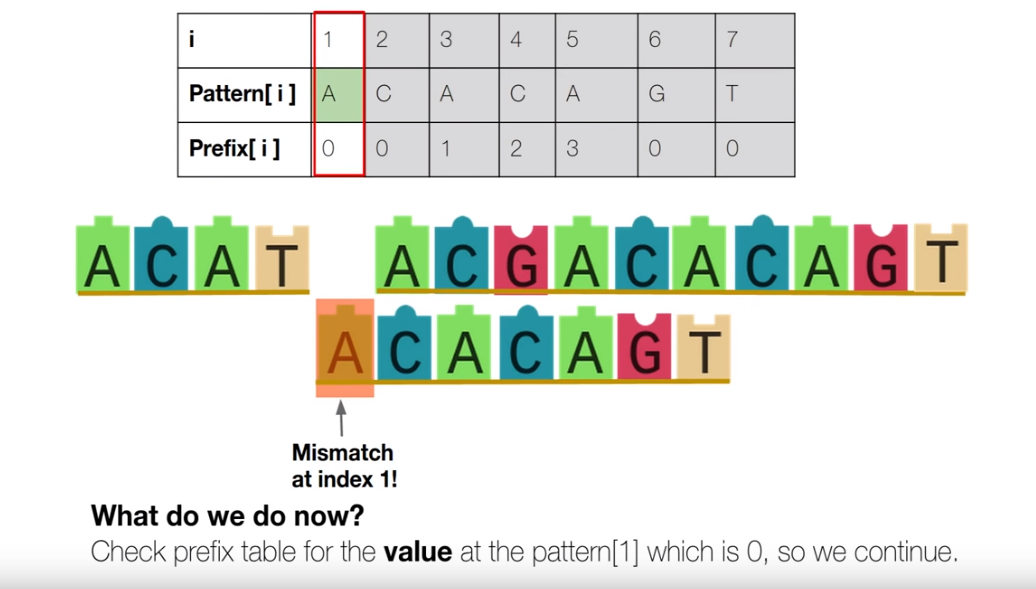 i 1 2 3 4 5 6 7
Pattern[ i ] A C A C A G T
Prefix[ i ] 0 0 1 2 3 0 0
A C A T A C G A C A C A G T
A C A C A G T
Mismatch
at index 1!
What do we do now?
Check prefix table for the value at the pattern[1] which is 0, so we continue.